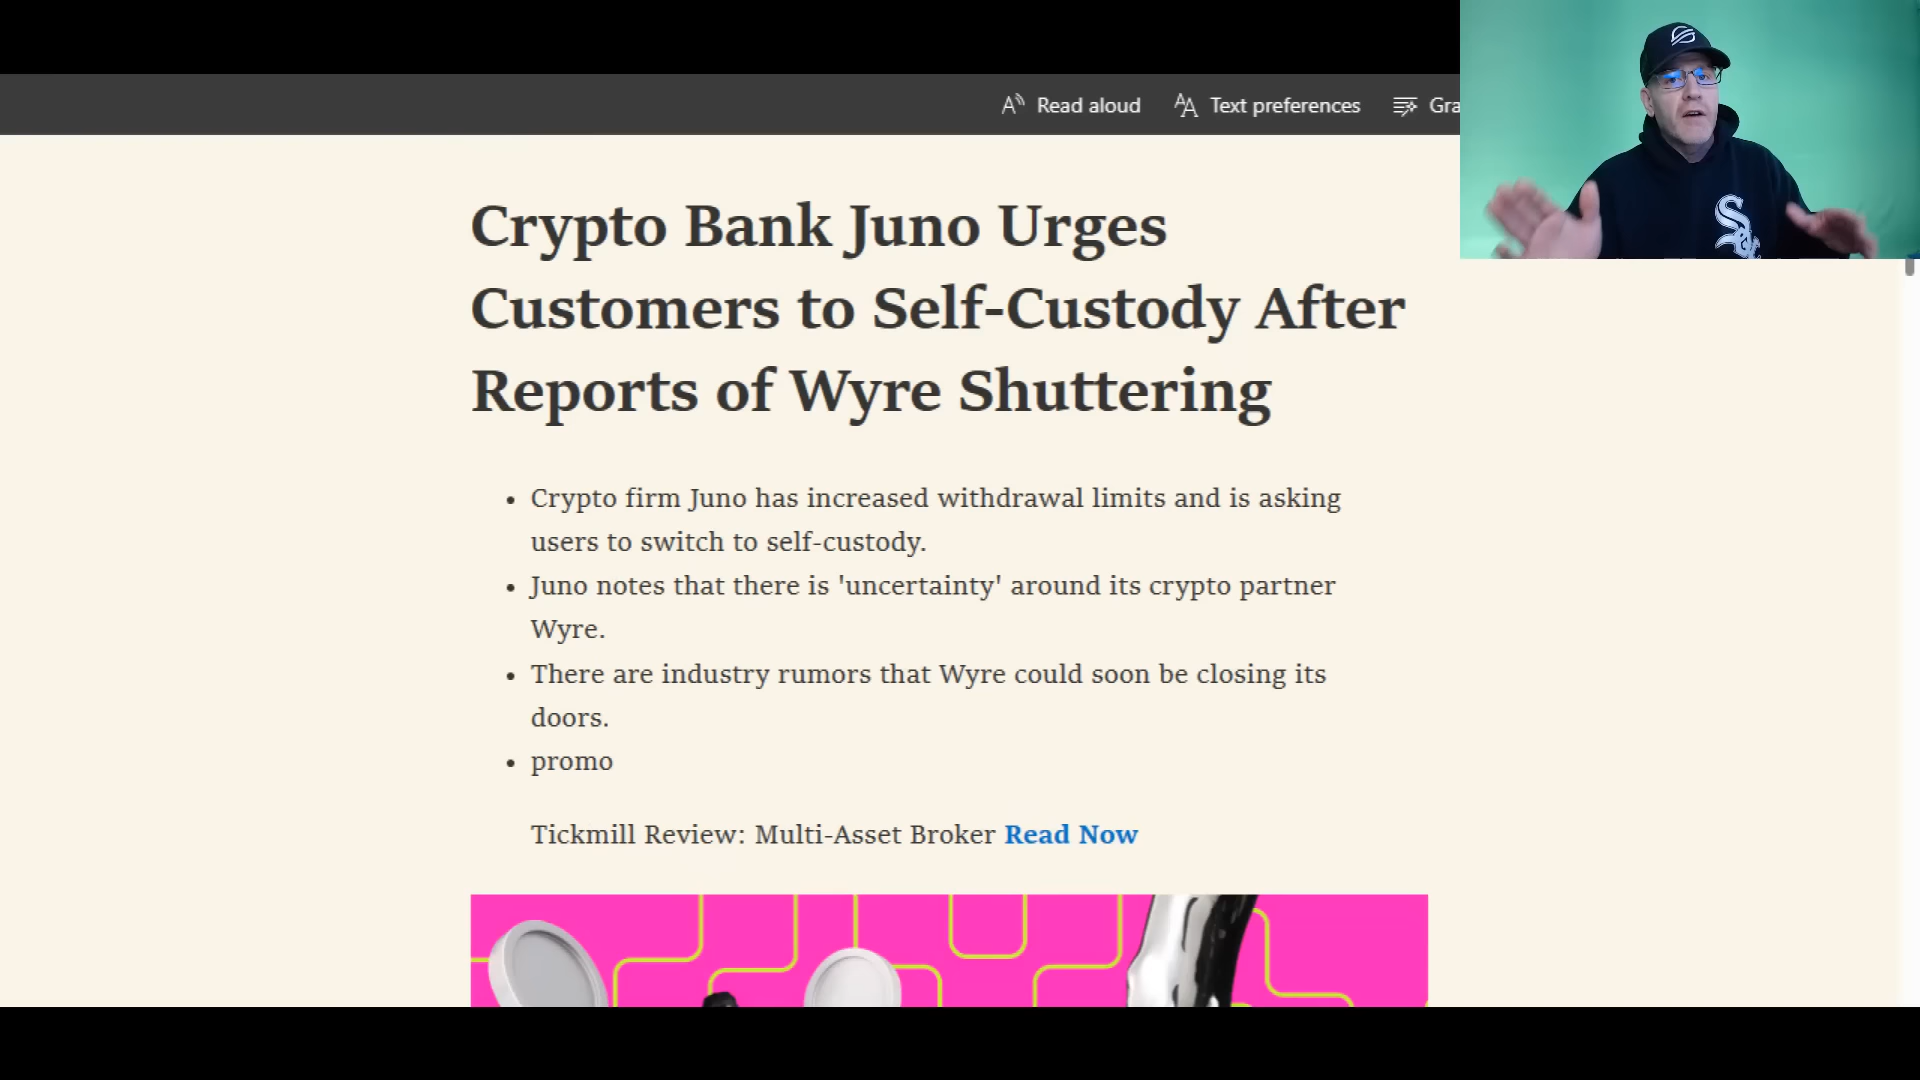 Read aloud
Text preferences
Gra
Crypto Bank Juno Urges
Customers to Self-Custody After
Reports of Wyre Shuttering
• Crypto firm Juno has increased withdrawal limits and is asking
users to switch to self-custody.
• Juno notes that there is 'uncertainty' around its crypto partner
Wyre.
• There are industry rumors that Wyre could soon be closing its
doors.
• promo
Tickmill Review: Multi-Asset Broker Read Now
Sox